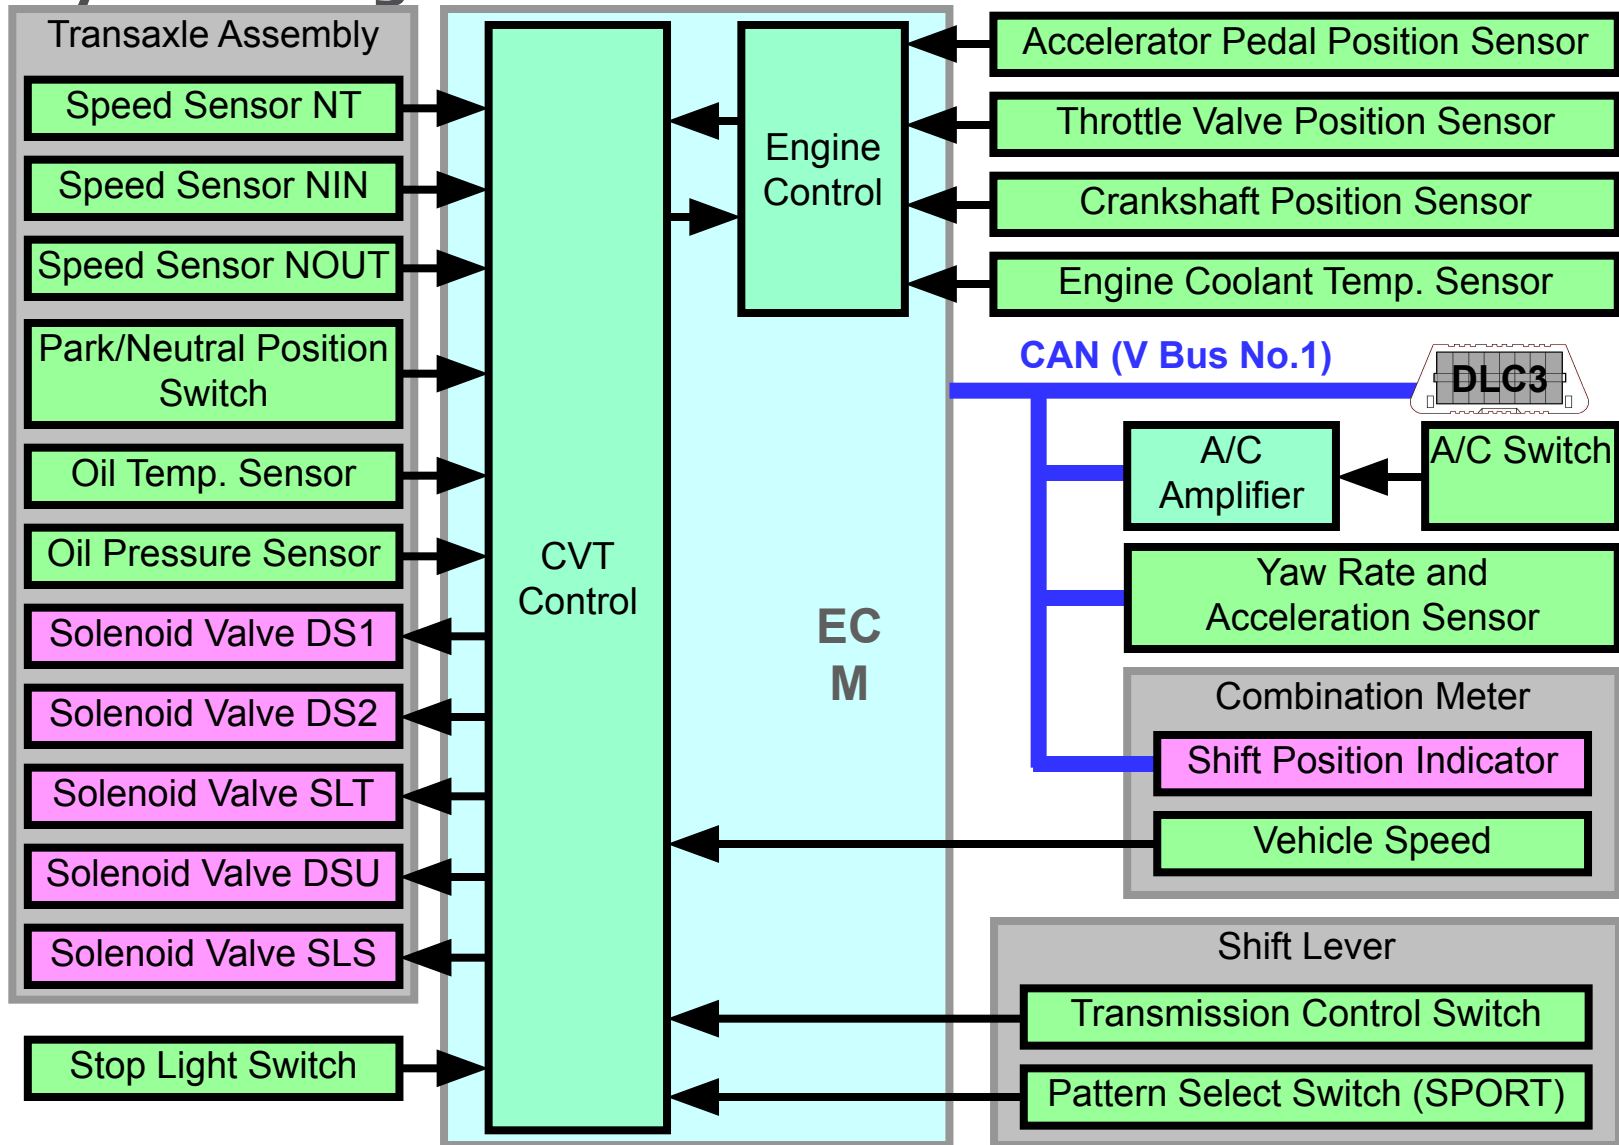 Transaxle Assembly
Speed Sensor NT
Speed Sensor NIN
Speed Sensor NOUT
Park/Neutral Position
Switch
Oil Temp. Sensor
Oil Pressure Sensor
Solenoid Valve DS1
Solenoid Valve DS2
Solenoid Valve SLT
Solenoid Valve DSU
Solenoid Valve SLS
Stop Light Switch
CVT
Control
Engine
Control
EC
M
Accelerator Pedal Position Sensor
Throttle Valve Position Sensor
Crankshaft Position Sensor
Engine Coolant Temp. Sensor
CAN (V Bus No.1)
DLC3
A/C
Amplifier
A/C Switch
Yaw Rate and
Acceleration Sensor
Combination Meter
Shift Position Indicator
Vehicle Speed
Shift Lever
Transmission Control Switch
Pattern Select Switch (SPORT)